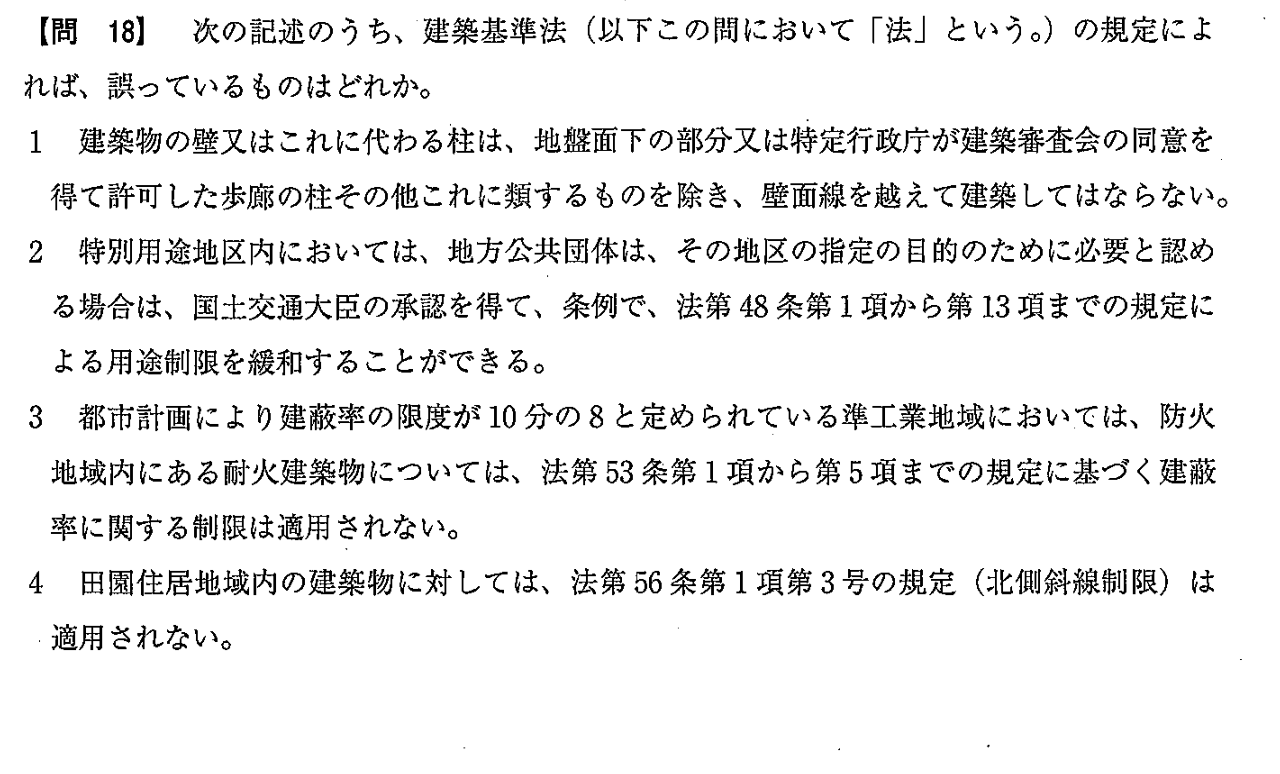 【問 18】 次の記述のうち、建築基準法（以下この問において「法」という。）の規定によ
れば、誤っているものはどれか。
1 建築物の壁又はこれに代わる柱は、地盤面下の部分又は特定行政庁が建築審査会の同意を
得て許可した歩廊の柱その他これに類するものを除き、壁面線を越えて建築してはならない。
2 特別用途地区内においては、地方公共団体は、その地区の指定の目的のために必要と認め
る場合は、国土交通大臣の承認を得て、条例で、法第48条第1項から第13項までの規定に
よる用途制限を緩和することができる。
3 都市計画により建蔽率の限度が10分の8と定められている準工業地域においては、防火
地域内にある耐火建築物については、法第53条第1項から第5項までの規定に基づく建蔽
率に関する制限は適用されない。
4 田園住居地域内の建築物に対しては、法第56条第1項第3号の規定（北側斜線制限）は
適用されない。